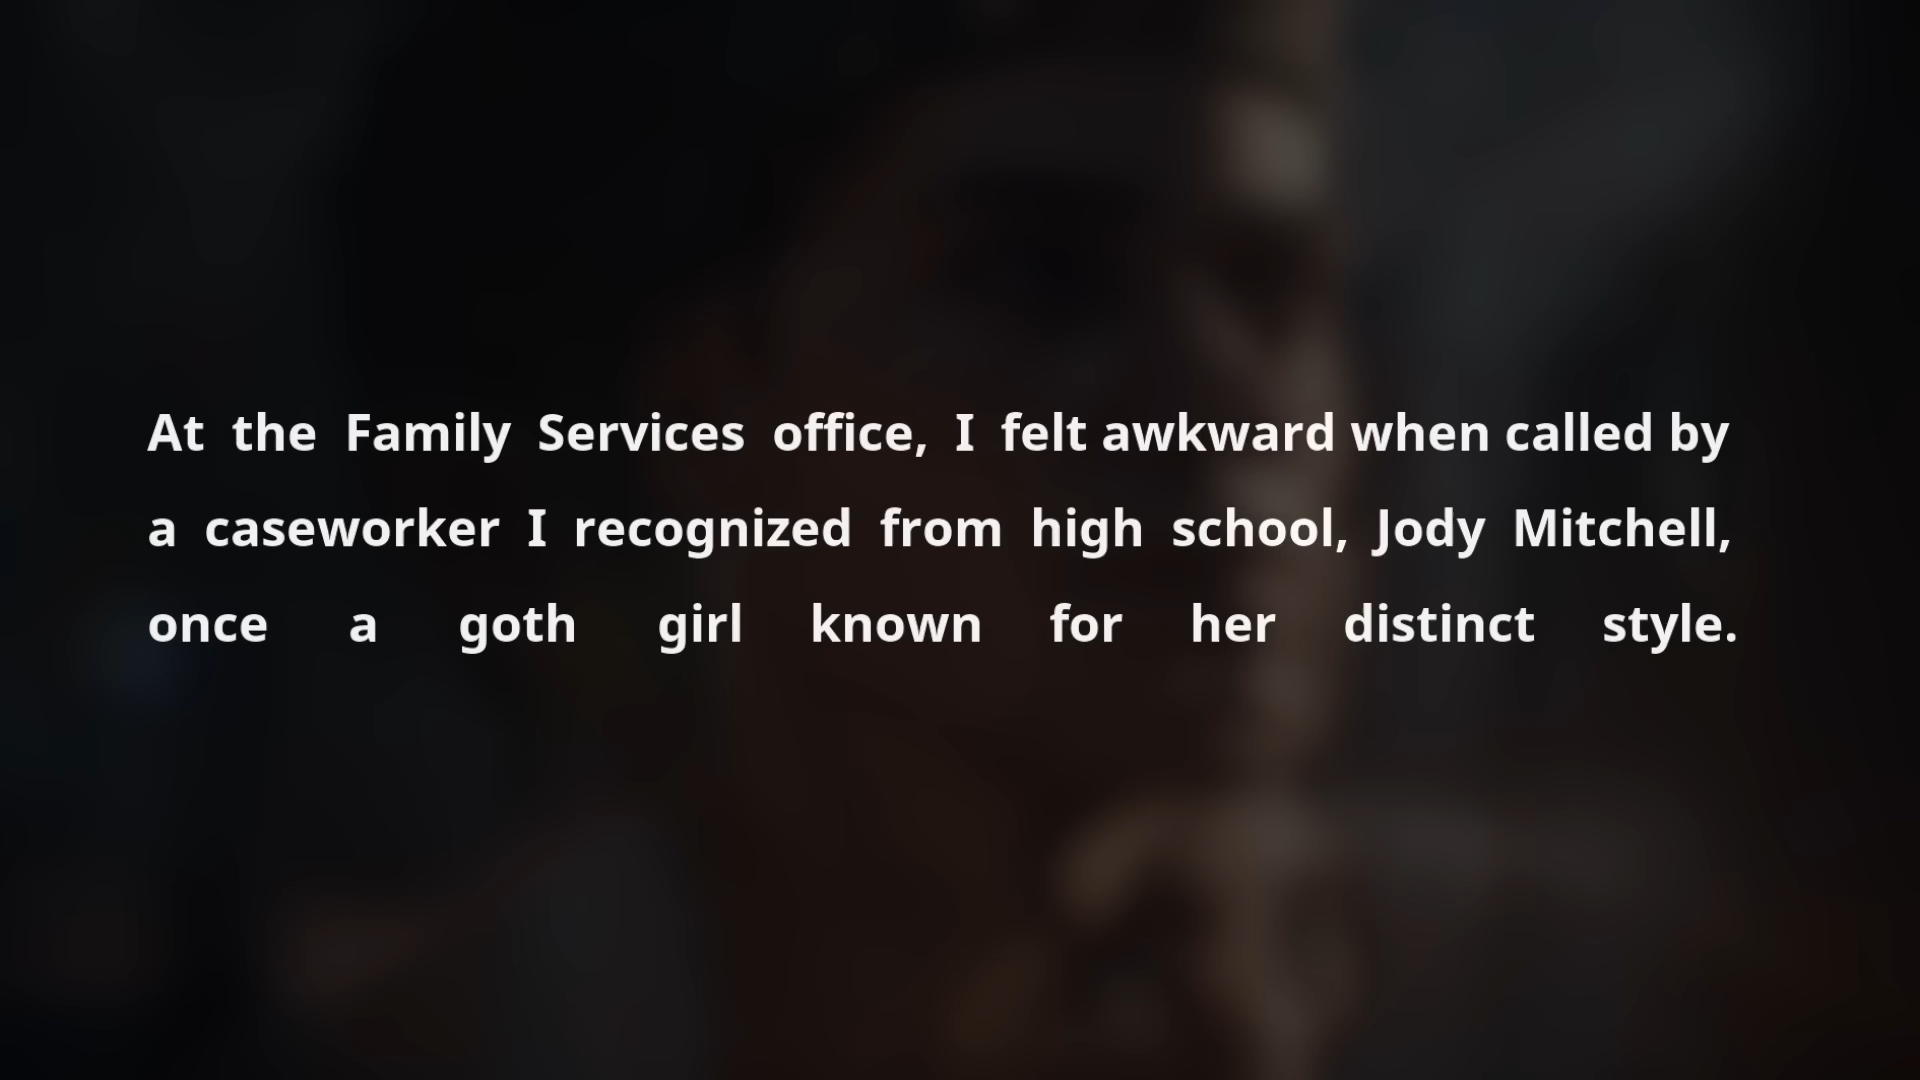 At the Family Services office, I felt awkward when called by
a caseworker I recognized from high school, Jody Mitchell,
once a goth girl known for her distinct style.